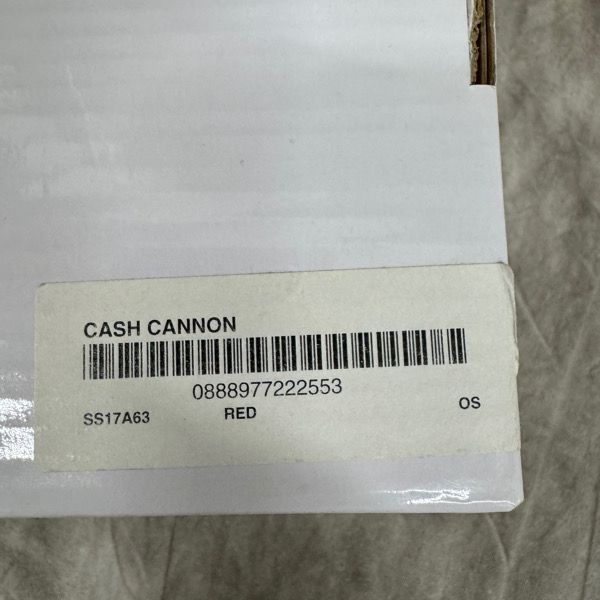 CASH CANNON
0888977222553
SS17A63 RED OS